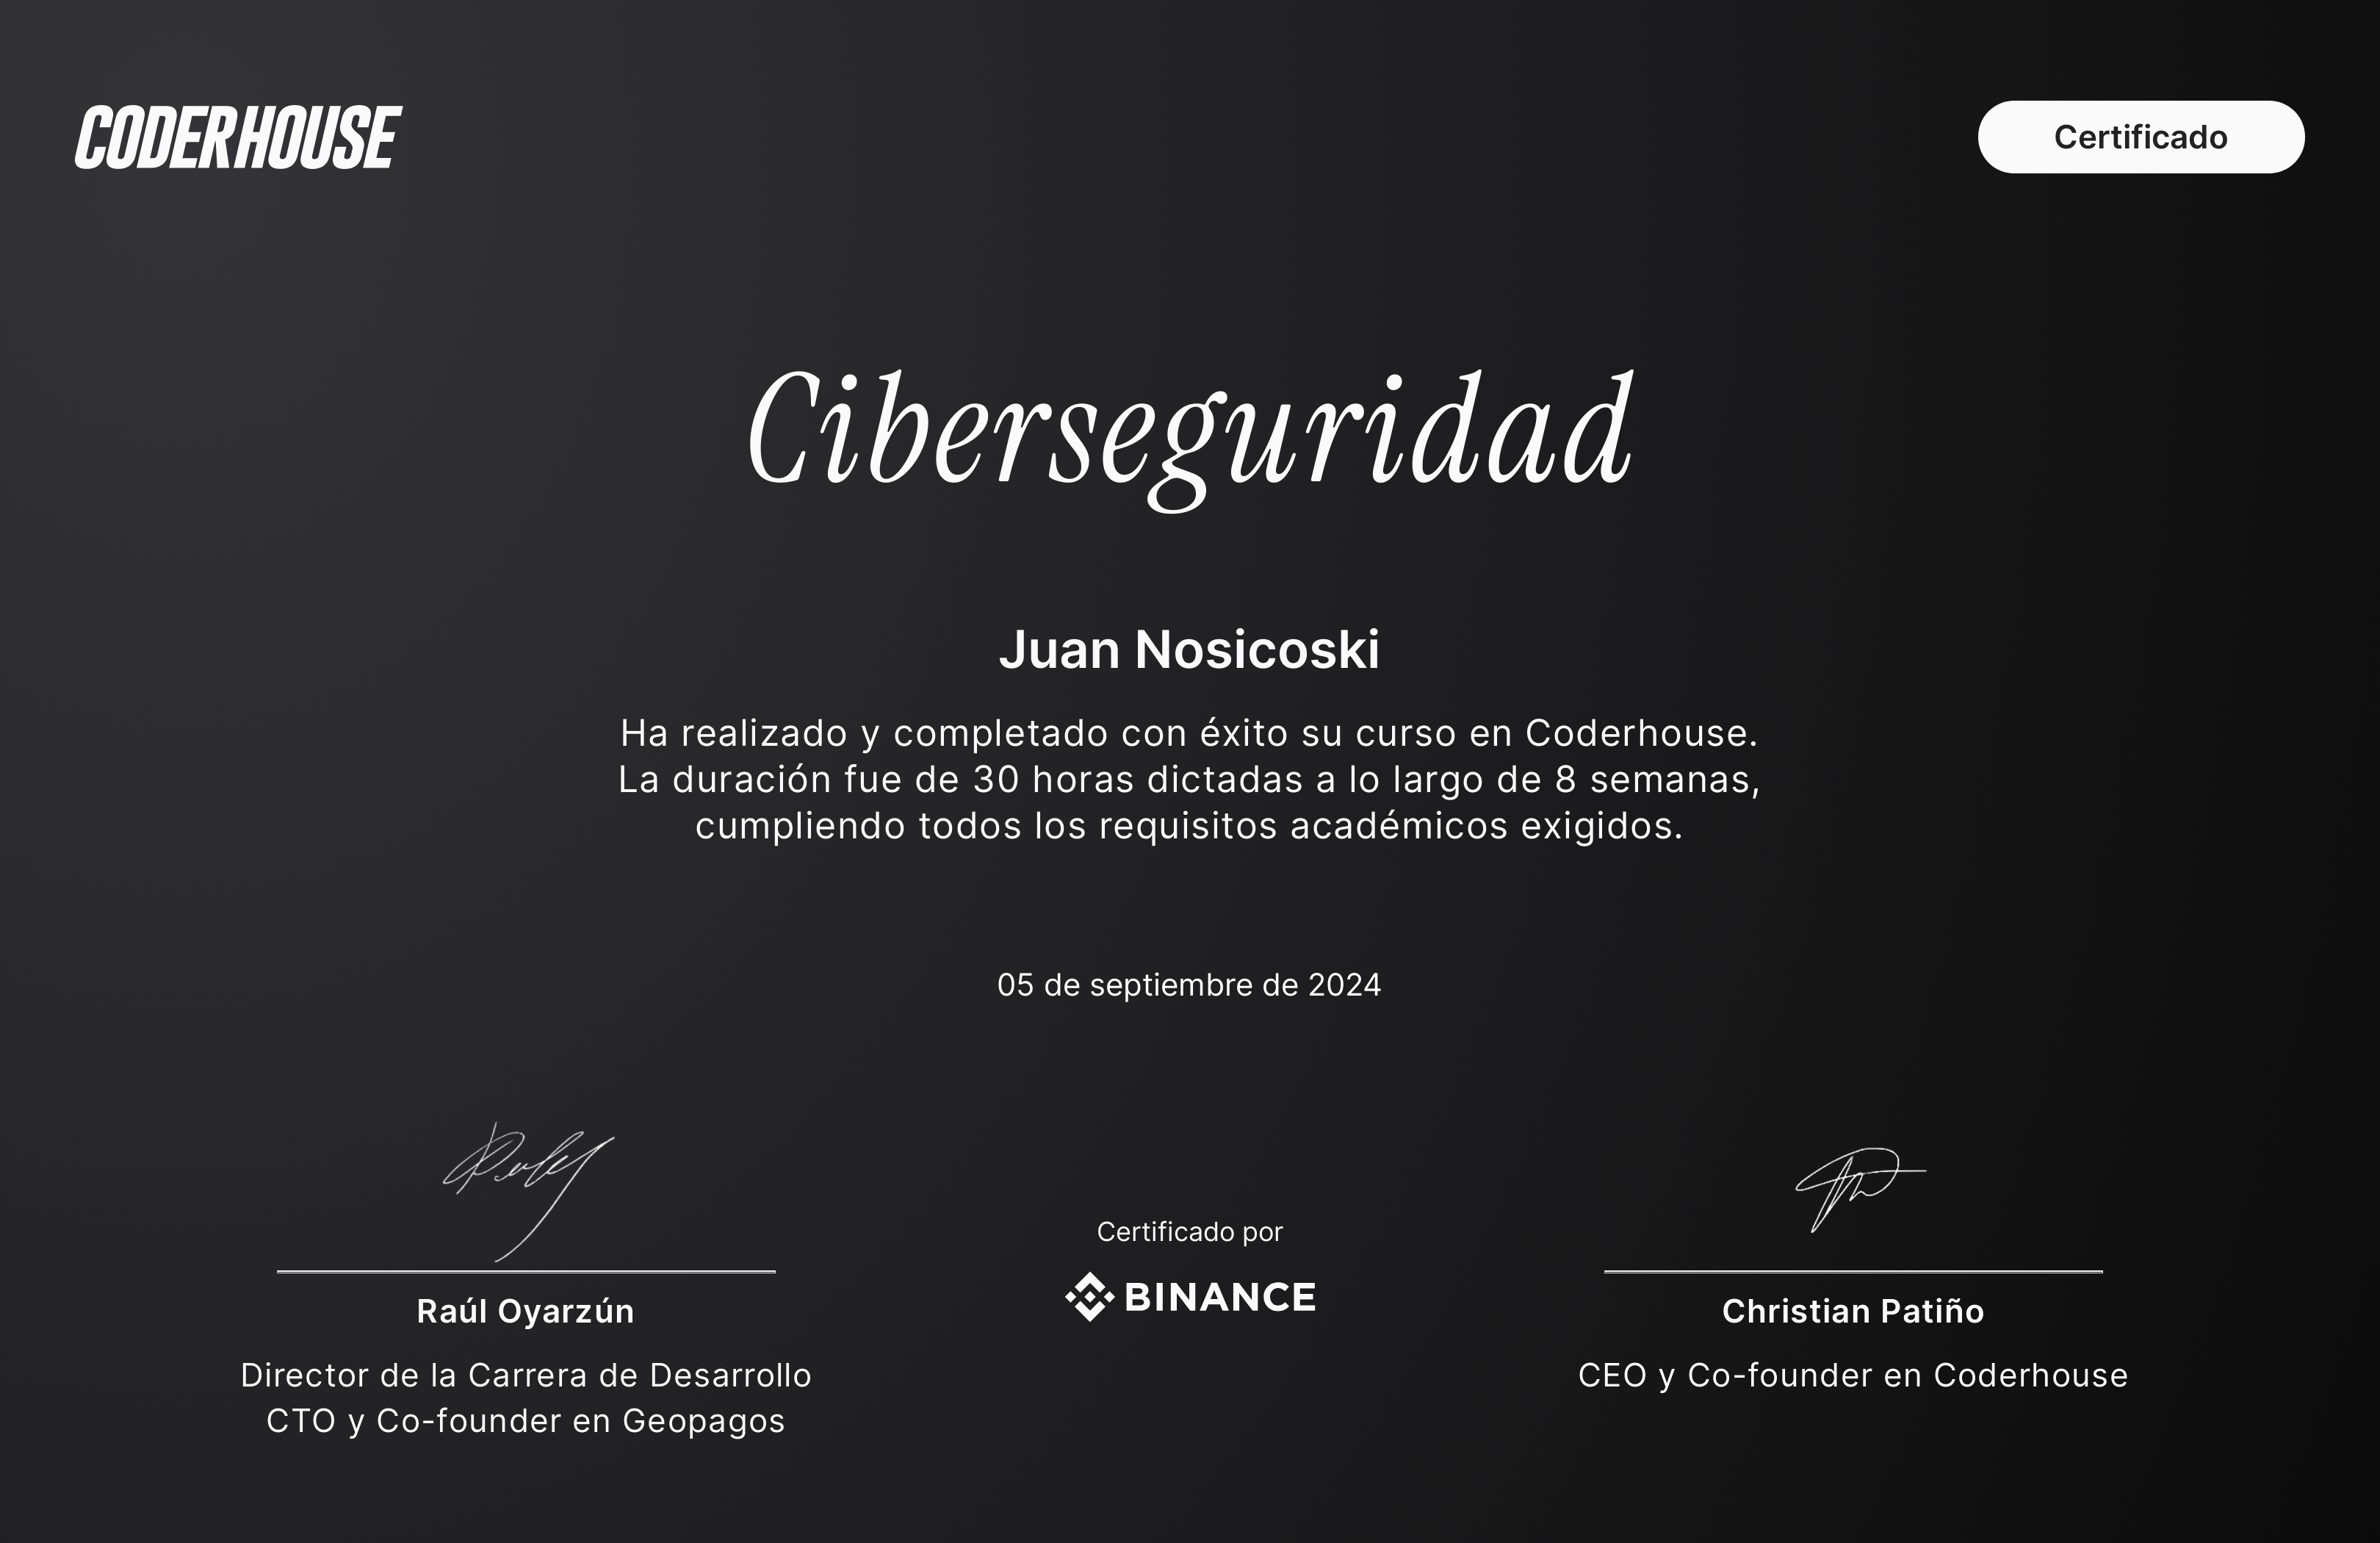 CODERHOUSE
Certificado
Ciberseguridad
Juan Nosicoski
Ha realizado y completado con éxito su curso en Coderhouse.
La duración fue de 30 horas dictadas a lo largo de 8 semanas,
cumpliendo todos los requisitos académicos exigidos.
05 de septiembre de 2024
Raúl Oyarzún
Director de la Carrera de Desarrollo
CTO y Co-founder en Geopagos
Certificado por
BINANCE
Christian Patiño
CEO y Co-founder en Coderhouse